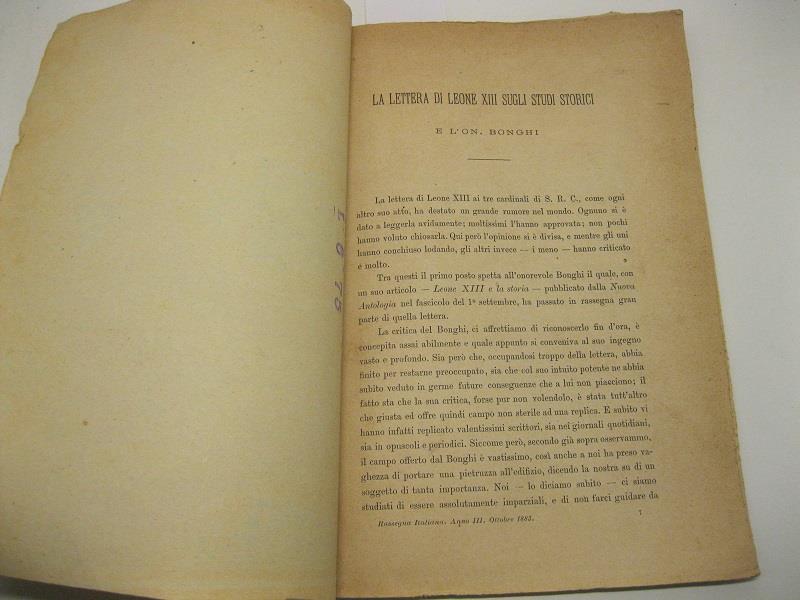 LA LETTERA DI LEONE XIII SUGLI STUDI STORICI
E L'ON. BONGHI
La lettera di Leone XIII ai tre cardinali di S. R. C., come ogni
altro suo atto, ha destato un grande rumore nel mondo. Ognuno si è
dato a leggerla avidamente; moltissimi l'hanno approvata; non pochi
hanno voluto chiosarla. Qui però l'opinione si è divisa, e mentre gli uni
hanno conchiuso lodando, gli altri invece — i meno — hanno criticato
e molto.
Tra questi il primo posto spetta all'onorevole Bonghi il quale, con
un suo articolo — Leone XIII e la storia — pubblicato dalla Nuova
Antologia nel fascicolo del 1º settembre, ha passato in rassegna gran
parte di quella lettera.
La critica del Bonghi, ci affrettiamo di riconoscerlo fin d'ora, è
concepita assai abilmente e quale appunto si conveniva al suo ingegno
vasto e profondo. Sia però che, occupandosi troppo della lettera, abbia
finito per restarne preoccupato, sia che col suo intuito potente ne abbia
subito veduto in germe future conseguenze che a lui non piacciono; il
fatto sta che la sua critica, forse pur non volendolo, è stata tutt'altro
che giusta ed offre quindi campo non sterile ad una replica. E subito vi
hanno infatti replicato valentissimi scrittori, sia nei giornali quotidiani,
sia in opuscoli e periodici. Siccome però, secondo già sopra osservammo,
il campo offerto dal Bonghi è vastissimo, così anche a noi ha preso va-
ghezza di portare una pietruzza all'edifizio, dicendo la nostra su di un
soggetto di tanta importanza. Noi — lo diciamo subito — ci siamo
studiati di essere assolutamente imparziali, e di non farci guidare da
Rassegna Italiana. Anno III. Ottobre 1883.
7